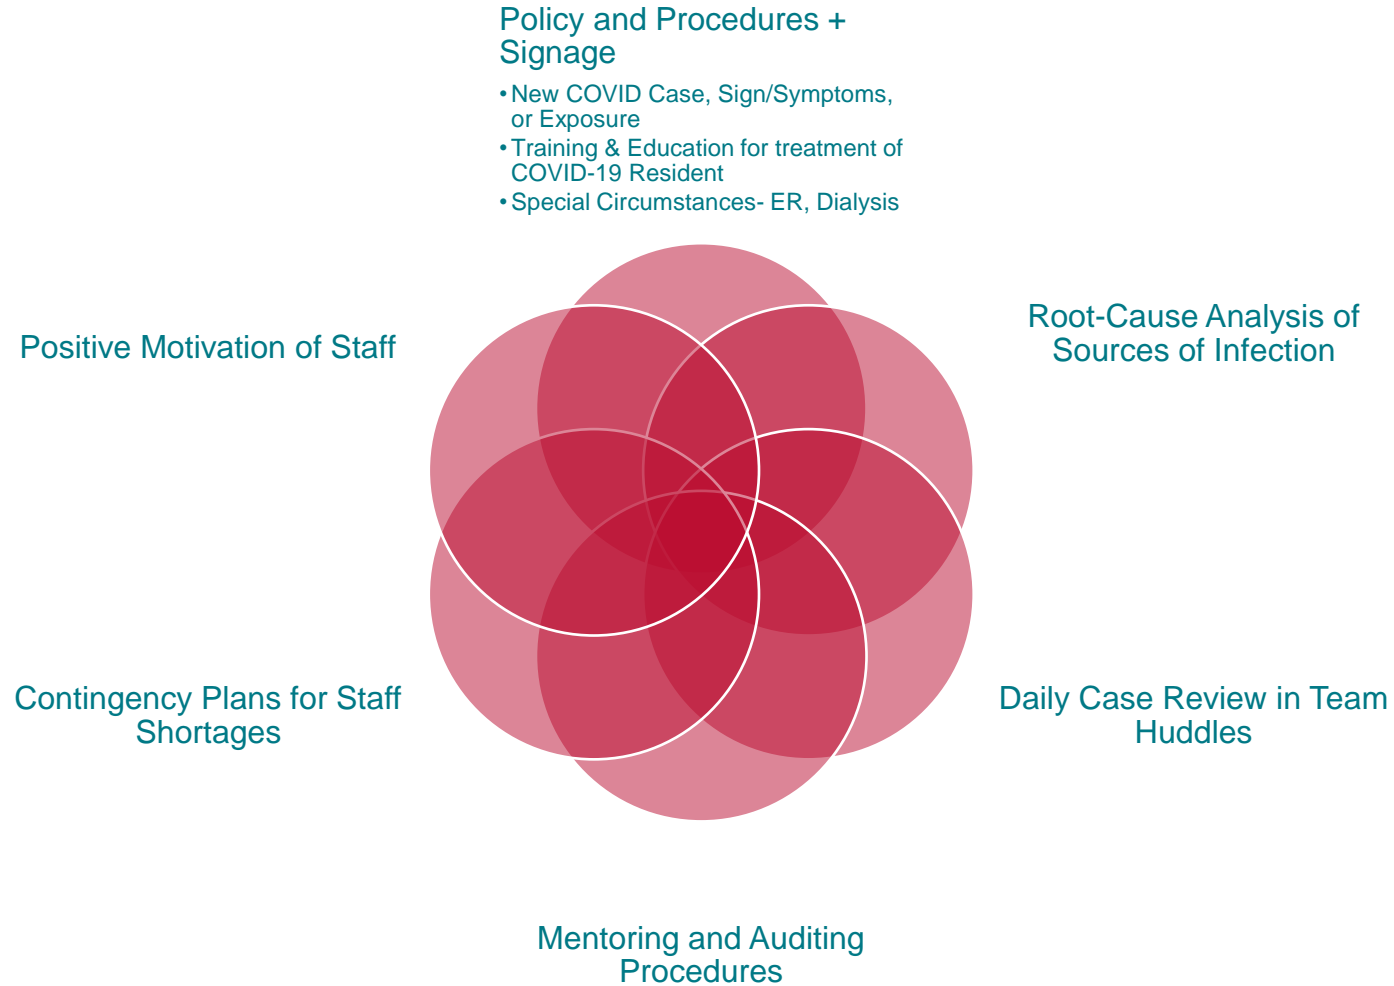 Policy and Procedures +
Signage
• New COVID Case, Sign/Symptoms,
or Exposure
• Training & Education for treatment of
COVID-19 Resident
• Special Circumstances- ER, Dialysis
Root-Cause Analysis of
Sources of Infection
Daily Case Review in Team
Huddles
Mentoring and Auditing
Procedures
Contingency Plans for Staff
Shortages
Positive Motivation of Staff